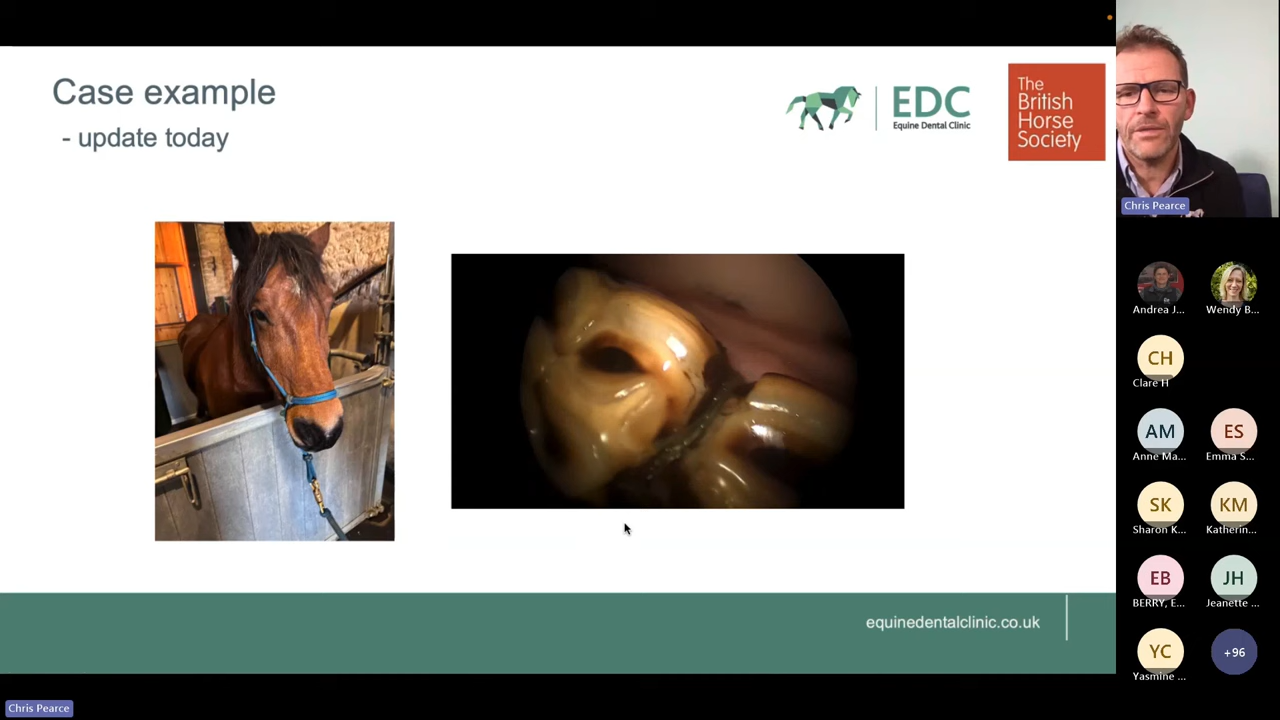 Case example
- update today
EDC
Equine Dental Clinic
The
British
Horse
Society
Chris Pearce
Andrea J...
Wendy B...
CH
Clare H
AM
ES
Anne Ma...
Emma S...
SK
KM
Sharon K...
Katherin...
EB
JH
BERRY, E...
Jeanette ...
YC
+96
Yasmine ...
equinedentalclinic.co.uk
Chris Pearce